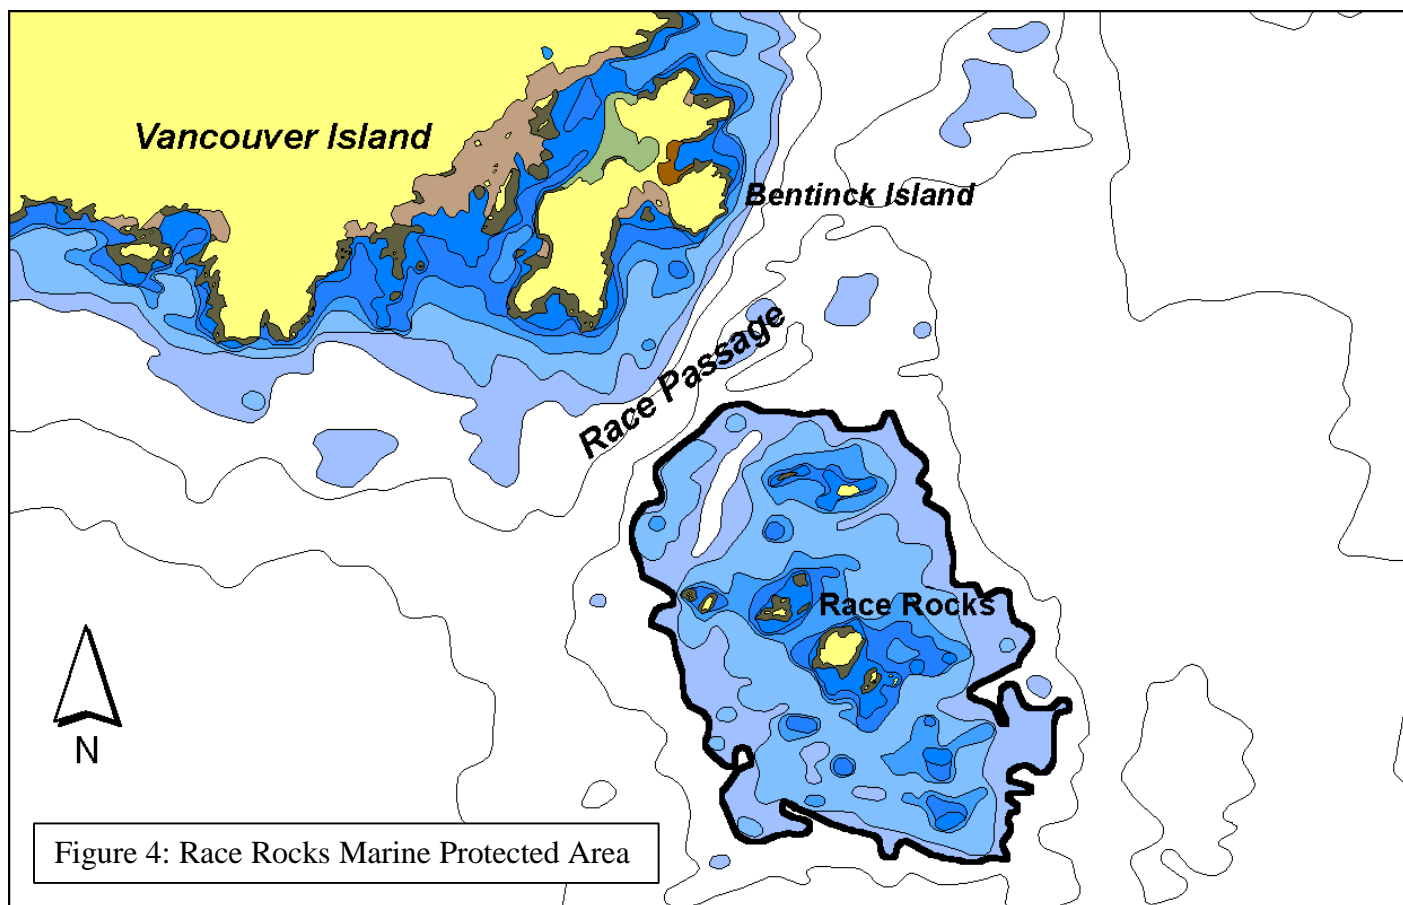 Vancouver Island
Bentinck Island
Race Passage
Race Rocks
N
Figure 4: Race Rocks Marine Protected Area